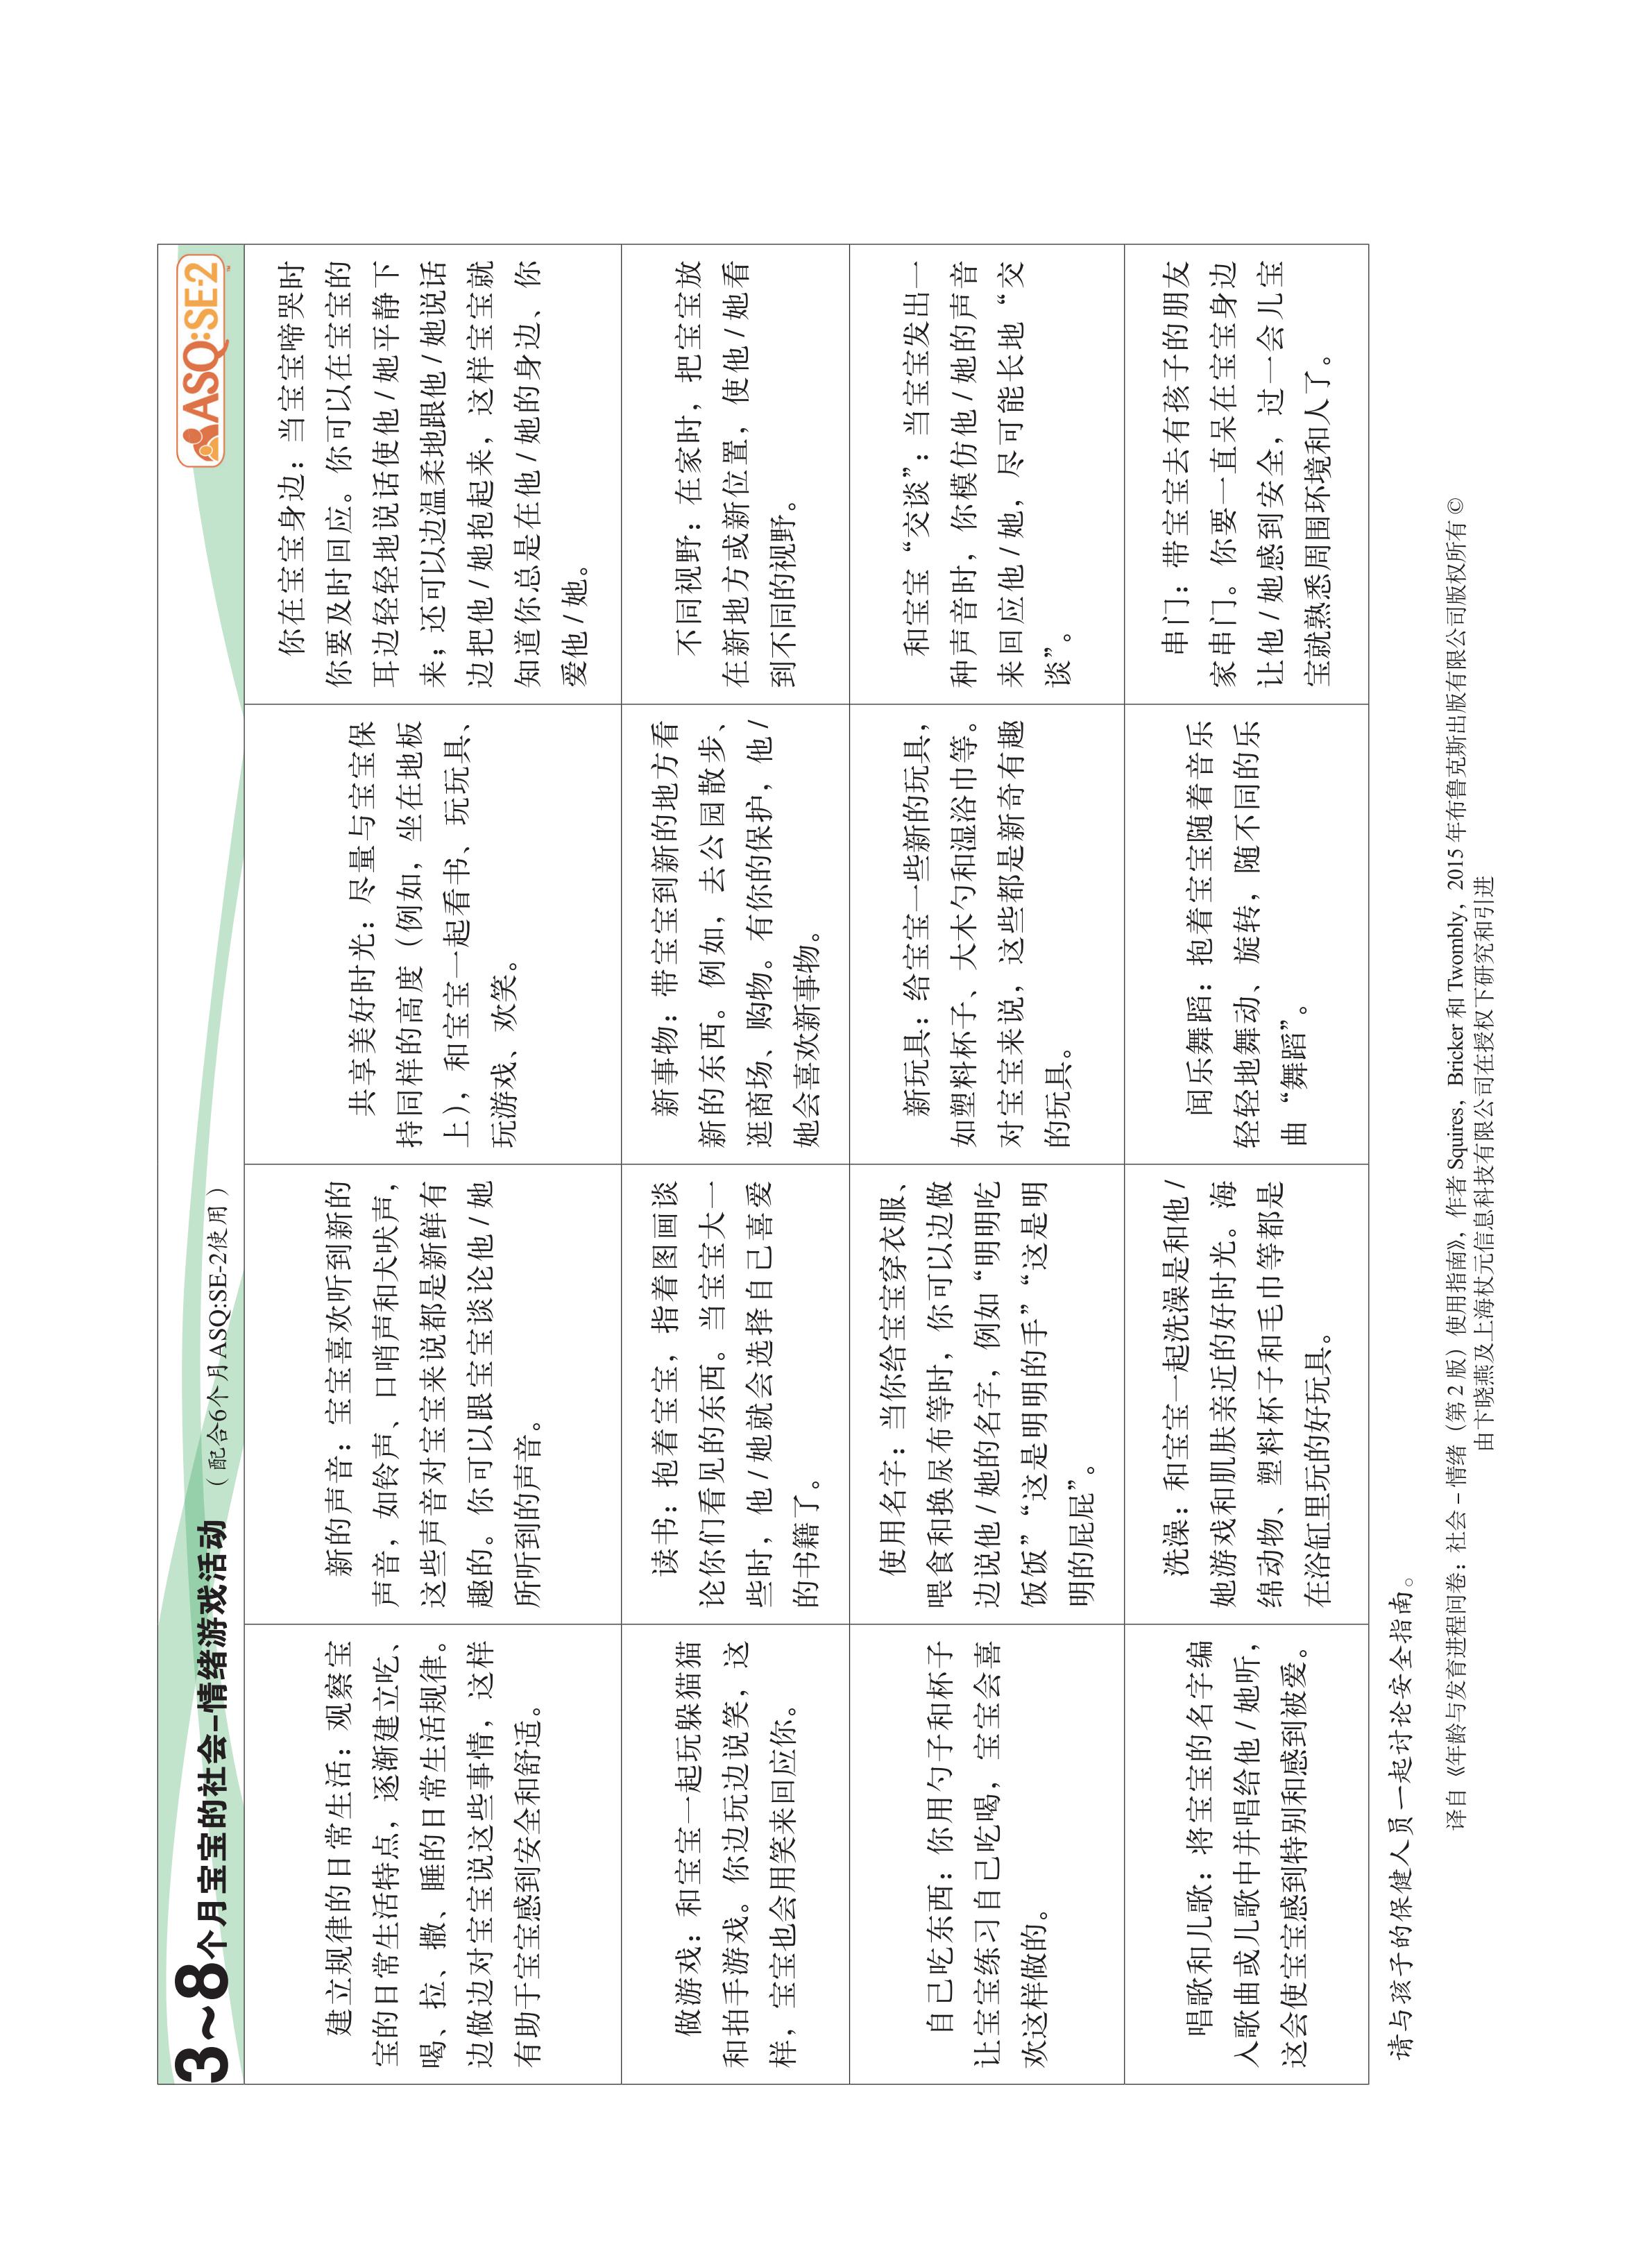 3~8个月宝宝的社会–情绪游戏活动 （配合6个月ASQ:SE-2使用）
ASQ:SE-2™
建立规律的日常生活：观察宝
宝的日常生活特点，逐渐建立吃、
喝、拉、撒、睡的日常生活规律。
边做边对宝宝说这些事情，这样
有助于宝宝感到安全和舒适。
新的声音：宝宝喜欢听到新的
声音，如铃声、口哨声和犬吠声，
这些声音对宝宝来说都是新鲜有
趣的。你可以跟宝宝谈论他 / 她
所听到的声音。
共享美好时光：尽量与宝宝保
持同样的高度（例如，坐在地板
上），和宝宝一起看书、玩玩具、
玩游戏、欢笑。
你在宝宝身边：当宝宝啼哭时
你要及时回应。你可以在宝宝的
耳边轻轻地说话使他 / 她平静下
来；还可以边温柔地跟他 / 她说话
边把他 / 她抱起来，这样宝宝就
知道你总是在他 / 她的身边、你
爱他 / 她。
做游戏：和宝宝一起玩躲猫猫
和拍手游戏。你边玩边说笑，这
样，宝宝也会用笑来回应你。
读书：抱着宝宝，指着图画谈
论你们看见的东西。当宝宝大一
些时，他 / 她就会选择自己喜爱
的书籍了。
新事物：带宝宝到新的地方看
新的东西。例如，去公园散步、
逛商场、购物。有你的保护，他 /
她会喜欢新事物。
不同视野：在家时，把宝宝放
在新地方或新位置，使他 / 她看
到不同的视野。
自己吃东西：你用勺子和杯子
让宝宝练习自己吃喝，宝宝会喜
欢这样做的。
使用名字：当你给宝宝穿衣服、
喂食和换尿布等时，你可以边做
边说他 / 她的名字，例如“明明吃
饭饭”“这是明明的手”“这是明
明的屁屁”。
新玩具：给宝宝一些新的玩具，
如塑料杯子、大木勺和湿浴巾等。
对宝宝来说，这些都是新奇有趣
的玩具。
和宝宝“交谈”：当宝宝发出一
种声音时，你模仿他 / 她的声音
来回应他 / 她，尽可能长地“交
谈”。
唱歌和儿歌：将宝宝的名字编
入歌曲或儿歌中并唱给他 / 她听，
这会使宝宝感到特别和感到被爱。
洗澡：和宝宝一起洗澡是和他 /
她游戏和肌肤亲近的好时光。海
绵动物、塑料杯子和毛巾等都是
在浴缸里玩的好玩具。
闻乐舞蹈：抱着宝宝随着音乐
轻轻地舞动、旋转，随不同的乐
曲“舞蹈”。
串门：带宝宝去有孩子的朋友
家串门。你要一直呆在宝宝身边
让他 / 她感到安全，过一会儿宝
宝就熟悉周围环境和人了。
请与孩子的保健人员一起讨论安全指南。
译自《年龄与发育进程问卷：社会 – 情绪（第 2 版）使用指南》，作者 Squires，Bricker 和 Twombly，2015 年布鲁克斯出版有限公司版权所有 ©
由卞晓燕及上海杖元信息科技有限公司在授权下研究和引进